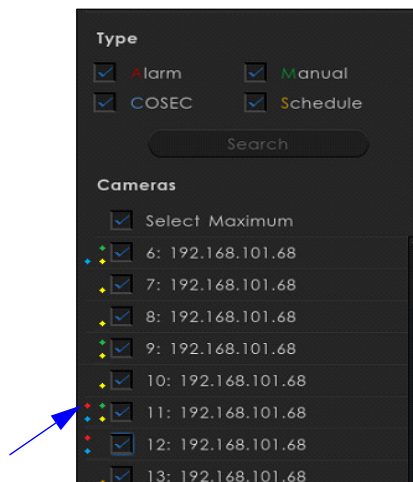 Type
Alarm Manual
COSEC Schedule
Search
Cameras
Select Maximum
6: 192.168.101.68
7: 192.168.101.68
8: 192.168.101.68
9: 192.168.101.68
10: 192.168.101.68
11: 192.168.101.68
12: 192.168.101.68
13: 192.168.101.68